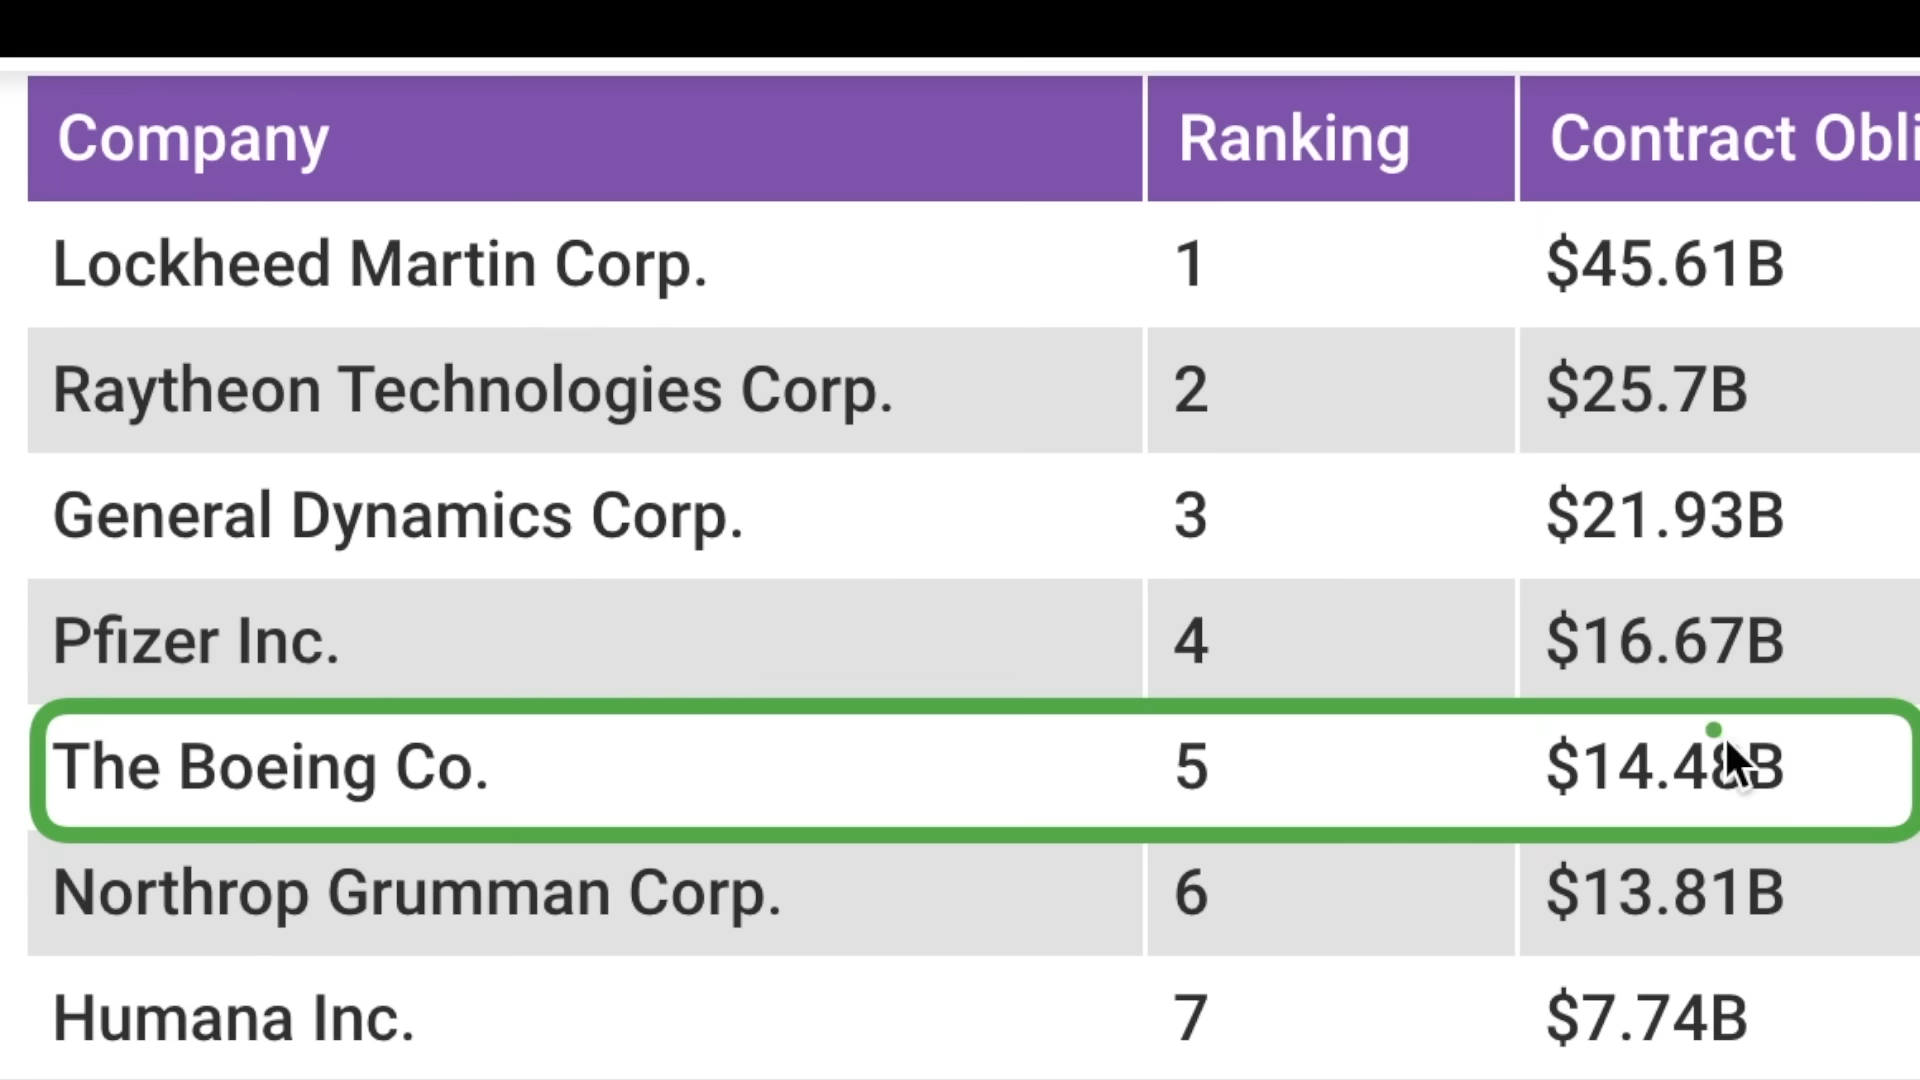 Company Ranking Contract Obli
Lockheed Martin Corp. 1 $45.61B
Raytheon Technologies Corp. 2 $25.7B
General Dynamics Corp. 3 $21.93B
Pfizer Inc. 4 $16.67B
The Boeing Co. 5 $14.48B
Northrop Grumman Corp. 6 $13.81B
Humana Inc. 7 $7.74B